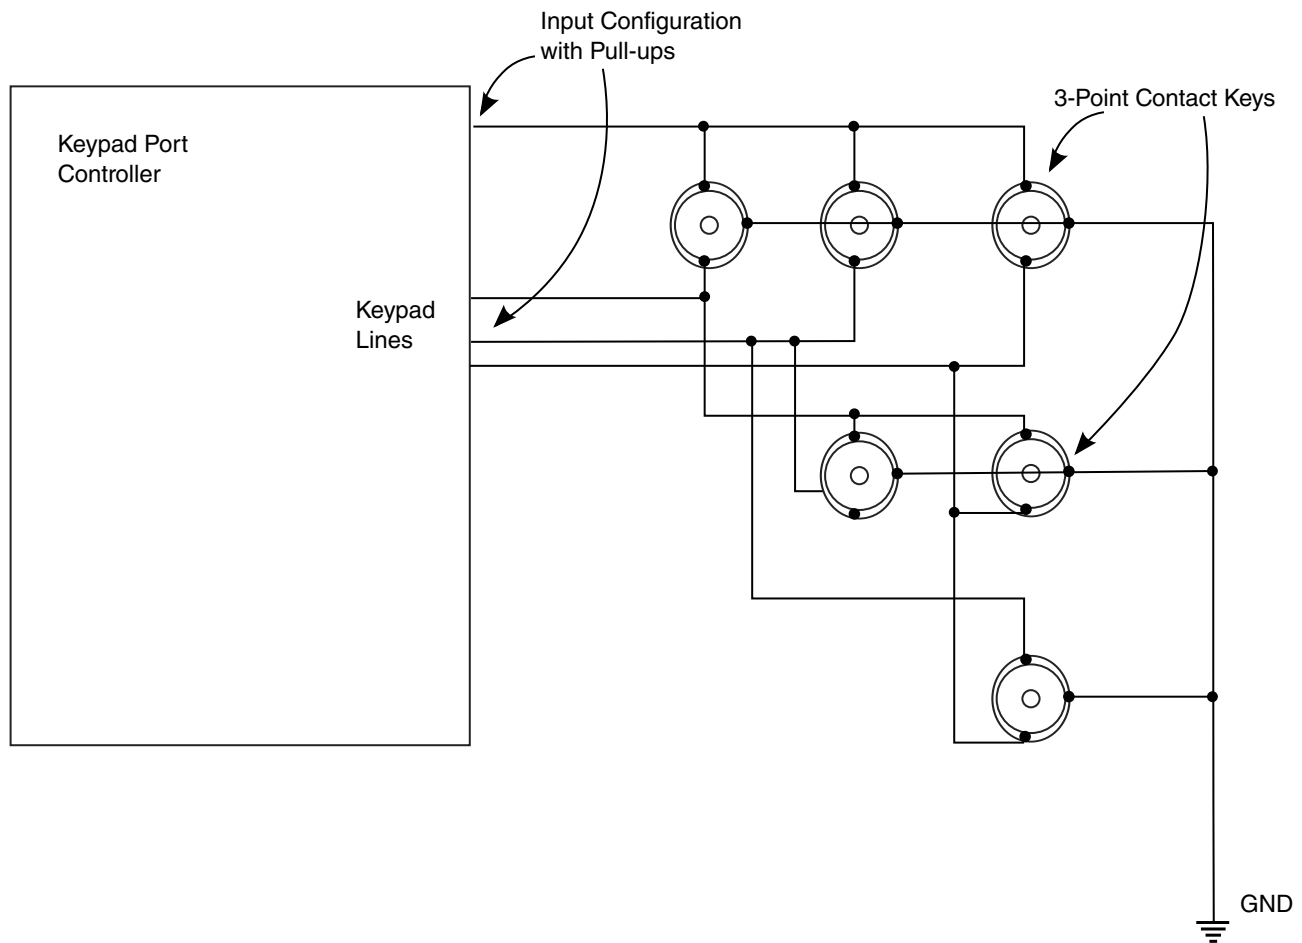 Input Configuration
with Pull-ups
3-Point Contact Keys
Keypad Port
Controller
Keypad
Lines
GND